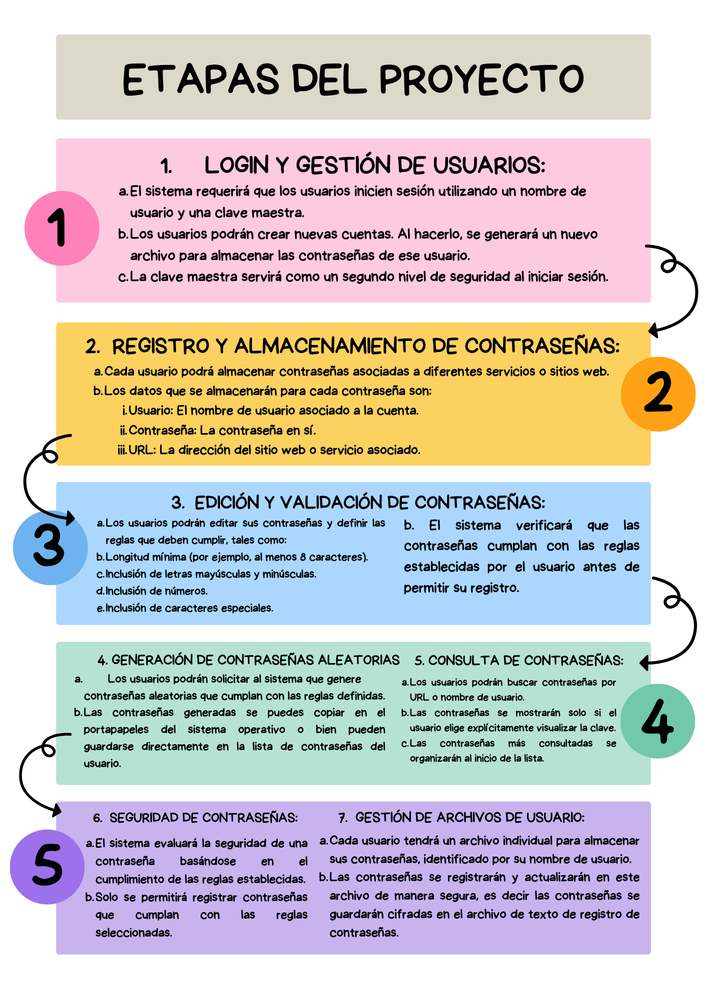 ETAPAS DEL PROYECTO
1. LOGIN Y GESTIÓN DE USUARIOS:
a. El sistema requerirá que los usuarios inicien sesión utilizando un nombre de
usuario y una clave maestra.
b. Los usuarios podrán crear nuevas cuentas. Al hacerlo, se generará un nuevo
archivo para almacenar las contraseñas de ese usuario.
c. La clave maestra servirá como un segundo nivel de seguridad al iniciar sesión.
1
2. REGISTRO Y ALMACENAMIENTO DE CONTRASEÑAS:
a. Cada usuario podrá almacenar contraseñas asociadas a diferentes servicios o sitios web.
b. Los datos que se almacenarán para cada contraseña son:
i. Usuario: El nombre de usuario asociado a la cuenta.
ii. Contraseña: La contraseña en sí.
iii. URL: La dirección del sitio web o servicio asociado.
2
3. EDICIÓN Y VALIDACIÓN DE CONTRASEÑAS:
a. Los usuarios podrán editar sus contraseñas y definir las
reglas que deben cumplir, tales como:
b. Longitud mínima (por ejemplo, al menos 8 caracteres).
c. Inclusión de letras mayúsculas y minúsculas.
d. Inclusión de números.
e. Inclusión de caracteres especiales.
b. El sistema verificará que las
contraseñas cumplan con las reglas
establecidas por el usuario antes de
permitir su registro.
3
4. GENERACIÓN DE CONTRASEÑAS ALEATORIAS
a. Los usuarios podrán solicitar al sistema que genere
contraseñas aleatorias que cumplan con las reglas definidas.
b. Las contraseñas generadas se puedes copiar en el
portapapeles del sistema operativo o bien pueden
guardarse directamente en la lista de contraseñas del
usuario.
5. CONSULTA DE CONTRASEÑAS:
a. Los usuarios podrán buscar contraseñas por
URL o nombre de usuario.
b. Las contraseñas se mostrarán solo si el
usuario elige explícitamente visualizar la clave.
c. Las contraseñas más consultadas se
organizarán al inicio de la lista.
4
6. SEGURIDAD DE CONTRASEÑAS:
a. El sistema evaluará la seguridad de una
contraseña basándose en el
cumplimiento de las reglas establecidas.
b. Solo se permitirá registrar contraseñas
que cumplan con las reglas
seleccionadas.
7. GESTIÓN DE ARCHIVOS DE USUARIO:
a. Cada usuario tendrá un archivo individual para almacenar
sus contraseñas, identificado por su nombre de usuario.
b. Las contraseñas se registrarán y actualizarán en este
archivo de manera segura, es decir las contraseñas se
guardarán cifradas en el archivo de texto de registro de
contraseñas.
5